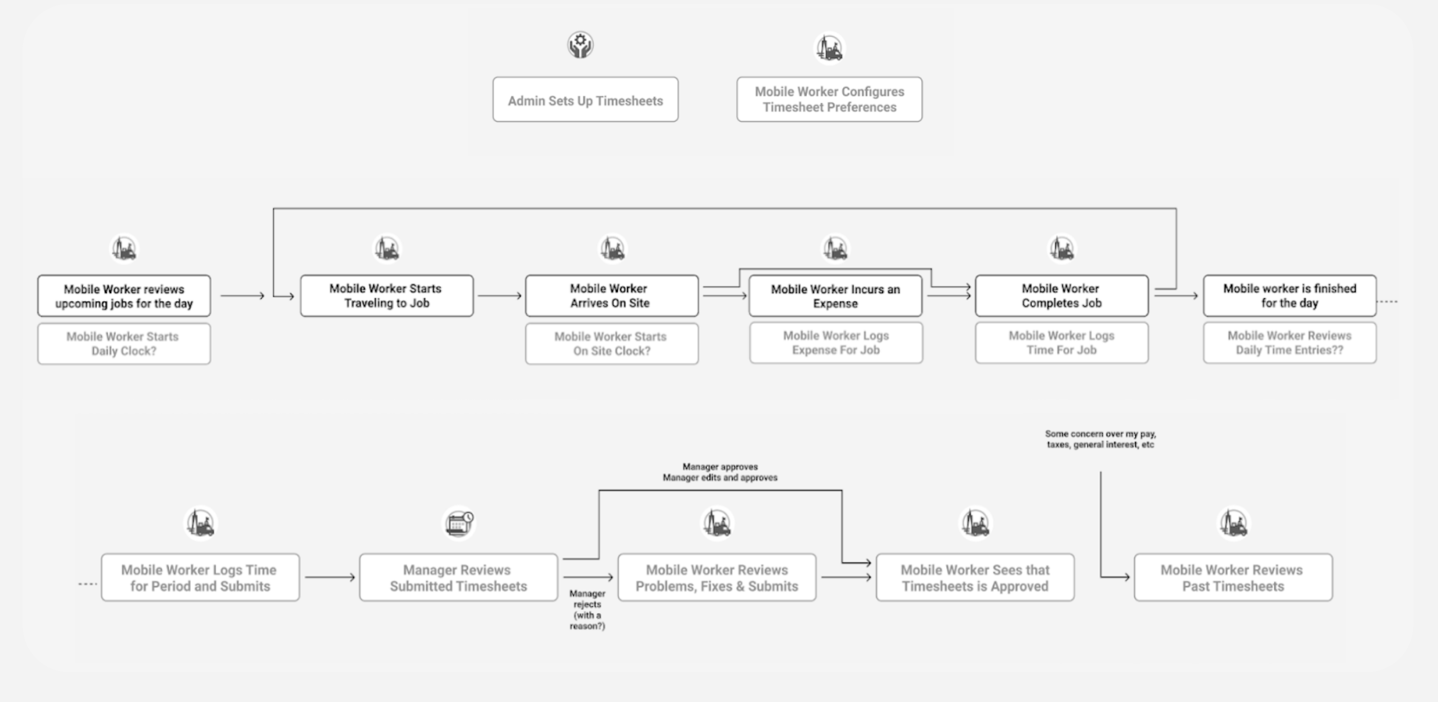 Admin Sets Up Timesheets
Mobile Worker Configures
Timesheet Preferences
Mobile Worker reviews
upcoming jobs for the day
Mobile Worker Starts
Daily Clock?
Mobile Worker Starts
Traveling to Job
Mobile Worker
Arrives On Site
Mobile Worker Starts
On Site Clock?
Mobile Worker Incurs an
Expense
Mobile Worker Logs
Expense For Job
Mobile Worker
Completes Job
Mobile Worker Logs
Time For Job
Mobile worker is finished
for the day
Mobile Worker Reviews
Daily Time Entries??
Mobile Worker Logs Time
for Period and Submits
Manager Reviews
Submitted Timesheets
Manager approves
Manager edits and approves
Manager
rejects
(with a
reason?)
Mobile Worker Reviews
Problems, Fixes & Submits
Mobile Worker Sees that
Timesheets is Approved
Some concern over my pay,
taxes, general interest, etc
Mobile Worker Reviews
Past Timesheets